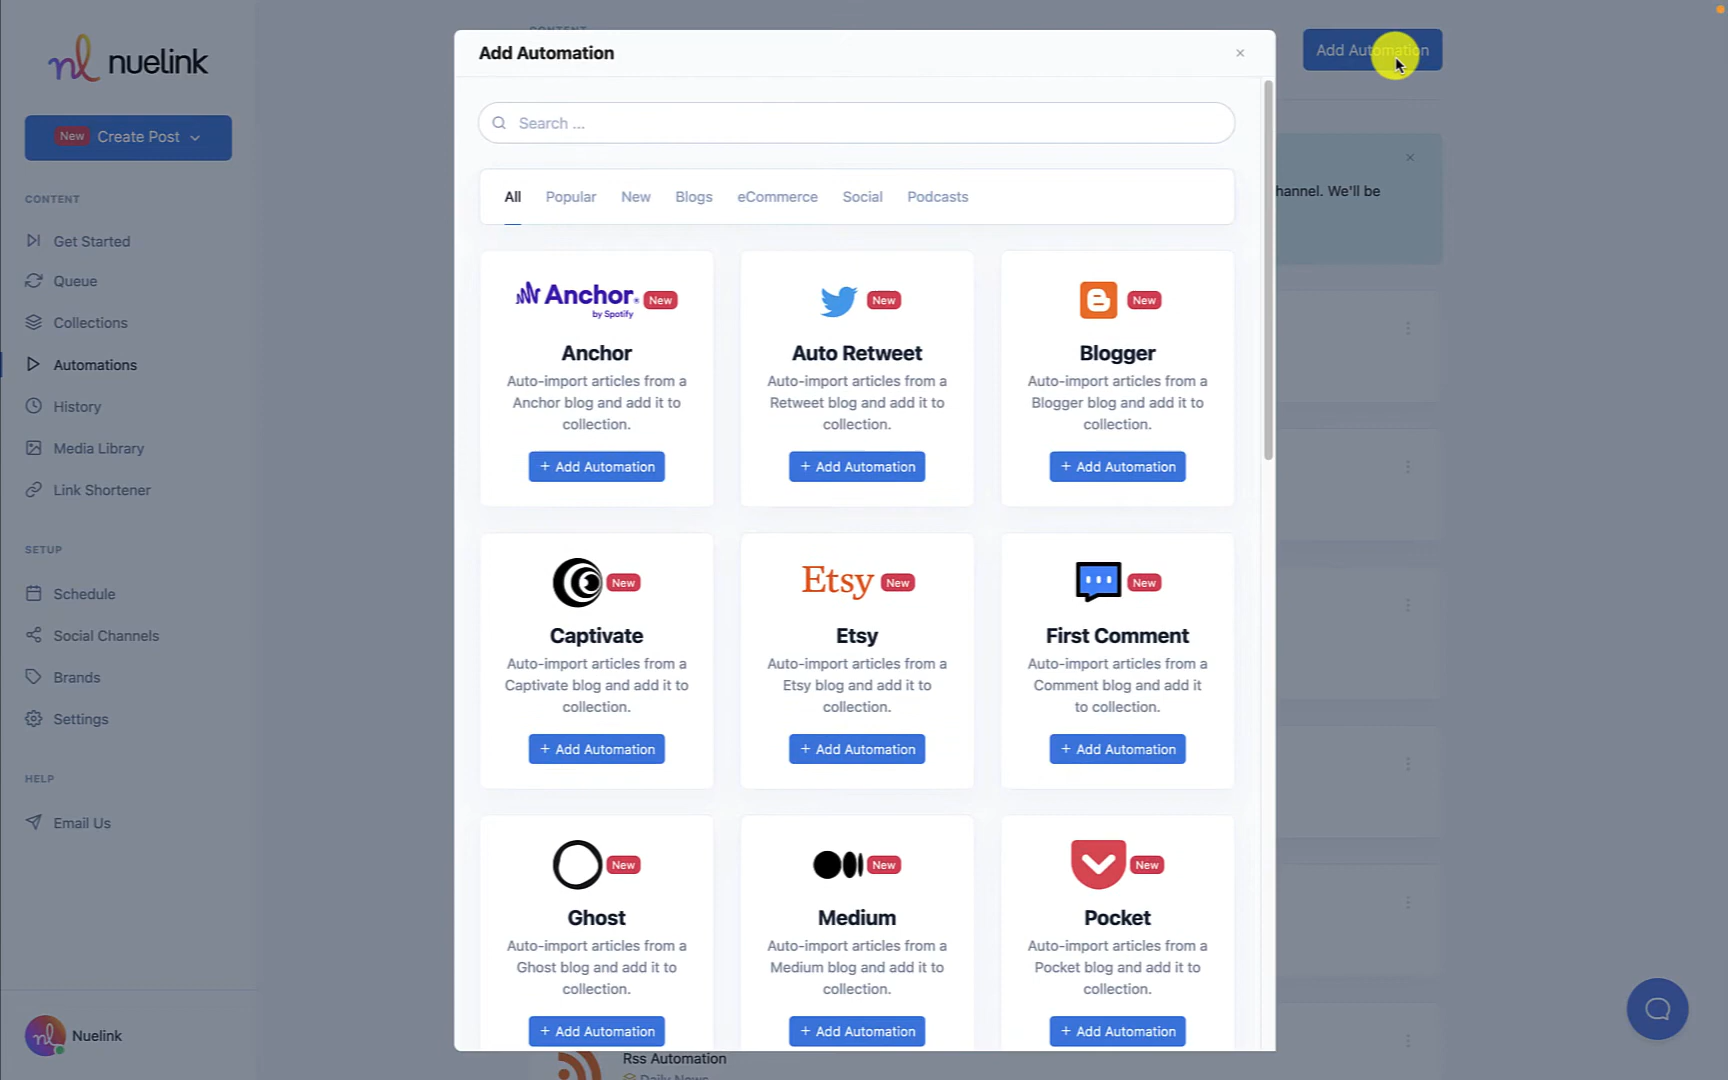 nuelink
New Create Post
CONTENT
Get Started
Queue
Collections
Automations
History
Media Library
Link Shortener
SETUP
Schedule
Social Channels
Brands
Settings
HELP
Email Us
nl Nuelink
CONTENT
Add Automation
hannel. We'll be
Add Automation
×
Search ...
All Popular New Blogs eCommerce Social Podcasts
Anchor by Spotify New
Anchor
Auto-import articles from a
Anchor blog and add it to
collection.
+ Add Automation
New
Auto Retweet
Auto-import articles from a
Retweet blog and add it to
collection.
+ Add Automation
New
Blogger
Auto-import articles from a
Blogger blog and add it to
collection.
+ Add Automation
New
Captivate
Auto-import articles from a
Captivate blog and add it to
collection.
+ Add Automation
Etsy New
Etsy
Auto-import articles from a
Etsy blog and add it to
collection.
+ Add Automation
New
First Comment
Auto-import articles from a
Comment blog and add it
to collection.
+ Add Automation
New
Ghost
Auto-import articles from a
Ghost blog and add it to
collection.
+ Add Automation
New
Medium
Auto-import articles from a
Medium blog and add it to
collection.
+ Add Automation
New
Pocket
Auto-import articles from a
Pocket blog and add it to
collection.
+ Add Automation
Rss Automation
Daily News